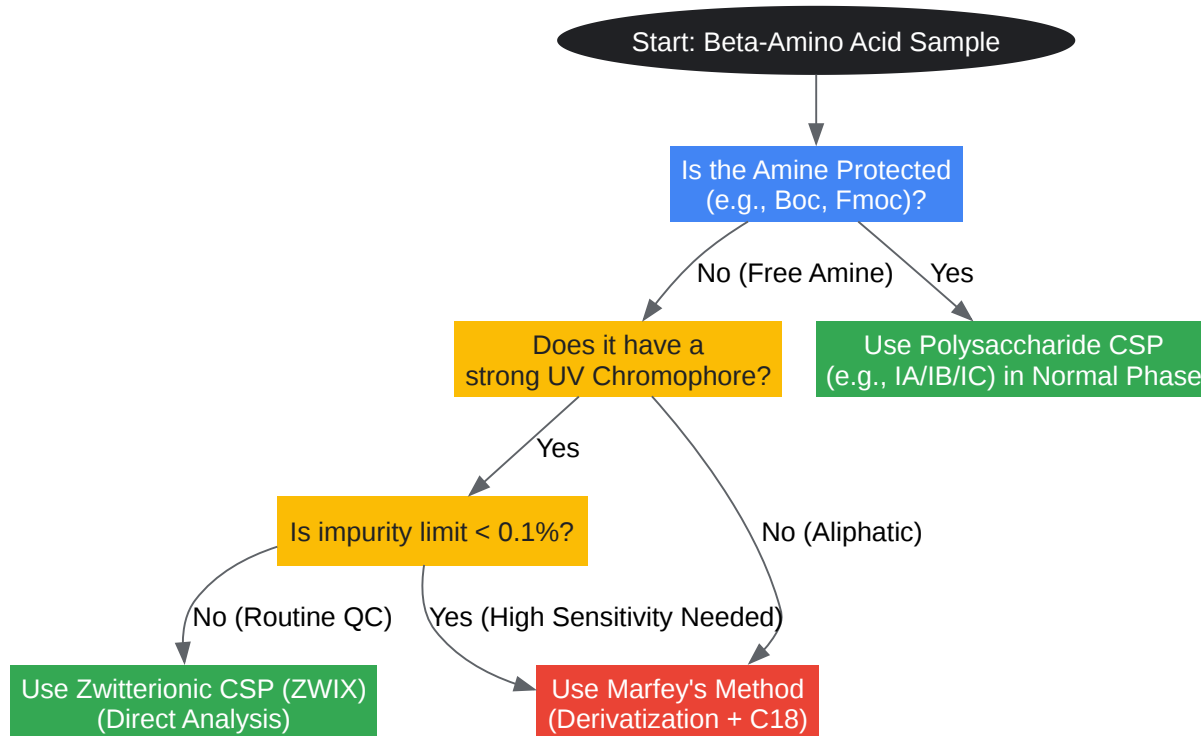 Start: Beta-Amino Acid Sample
Is the Amine Protected
(e.g., Boc, Fmoc)?
No (Free Amine)
Yes
Does it have a
strong UV Chromophore?
Use Polysaccharide CSP
(e.g., IA/IB/IC) in Normal Phase
Yes
Is impurity limit < 0.1%?
No (Aliphatic)
No (Routine QC)
Yes (High Sensitivity Needed)
Use Zwitterionic CSP (ZWIX)
(Direct Analysis)
Use Marfey's Method
(Derivatization + C18)